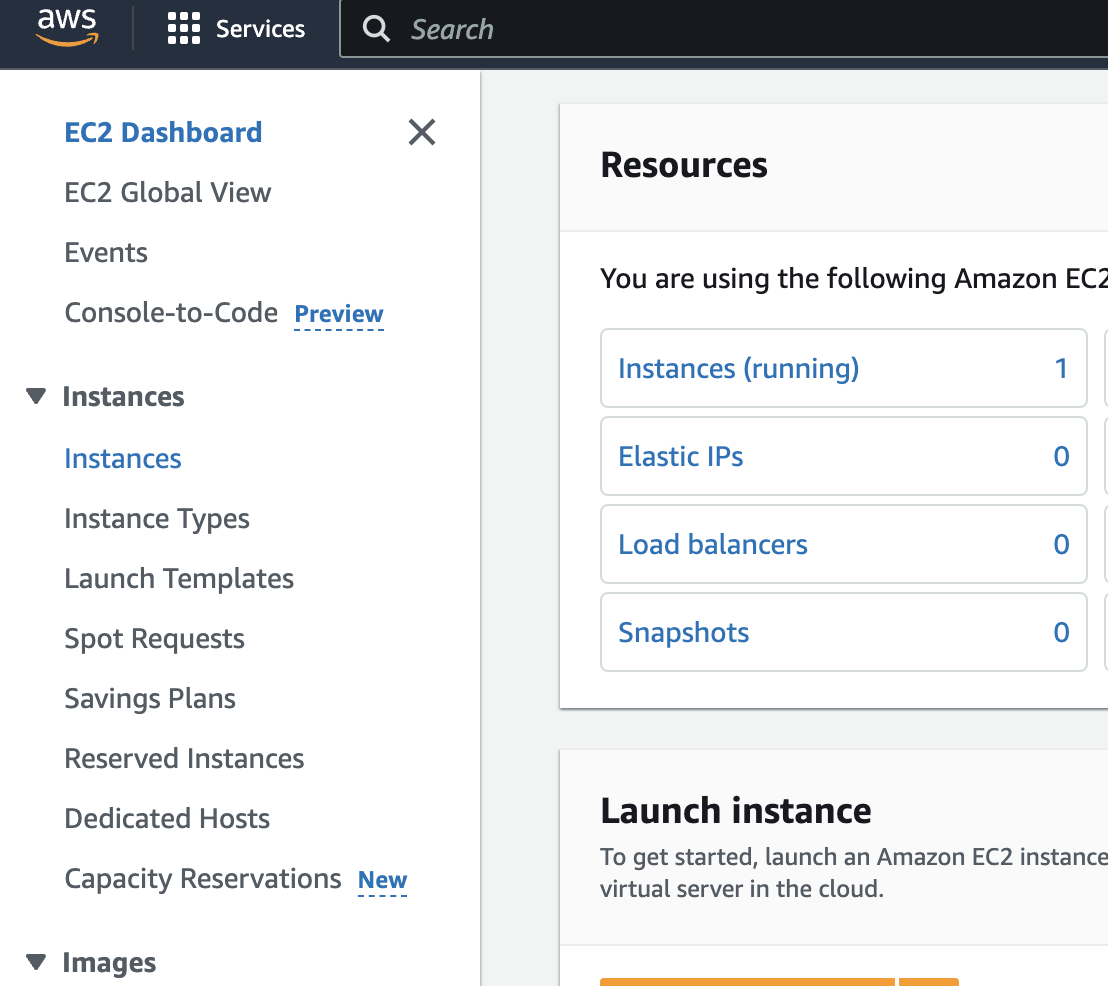 aws
Services
Search
EC2 Dashboard
EC2 Global View
Events
Console-to-Code Preview
Instances
Instances
Instance Types
Launch Templates
Spot Requests
Savings Plans
Reserved Instances
Dedicated Hosts
Capacity Reservations New
Images
Resources
You are using the following Amazon EC2
Instances (running) 1
Elastic IPs 0
Load balancers 0
Snapshots 0
Launch instance
To get started, launch an Amazon EC2 instance
virtual server in the cloud.